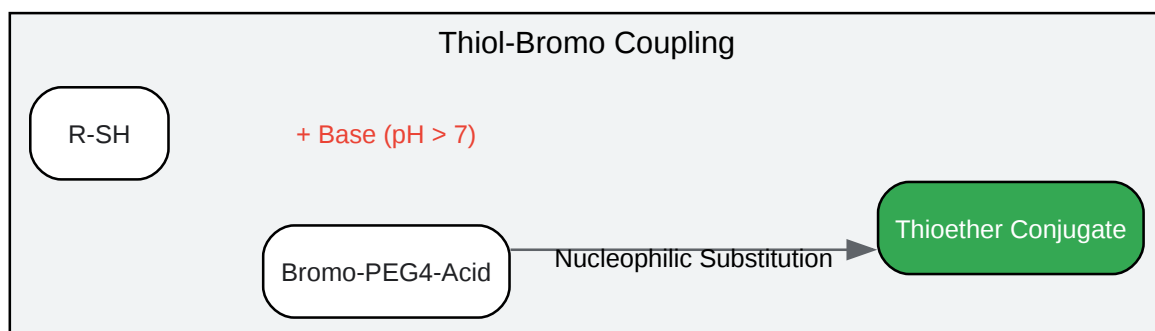 Thiol-Bromo Coupling
R-SH
+ Base (pH > 7)
Bromo-PEG4-Acid
Nucleophilic Substitution
Thioether Conjugate